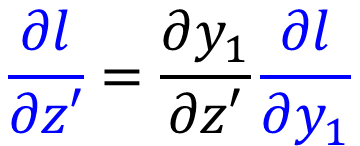 ∂l/∂z′ = ∂y₁/∂z′ ∂l/∂y₁